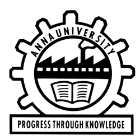 ANNA UNIVERSITY
PROGRESS THROUGH KNOWLEDGE